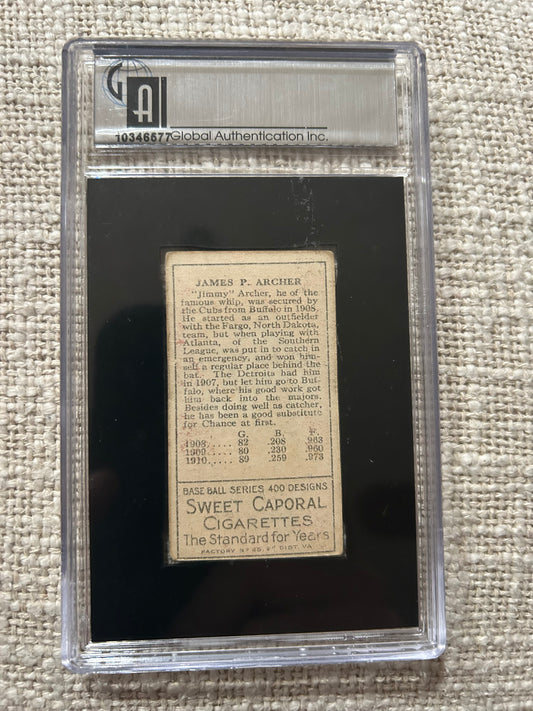 GA
10346677 Global Authentication Inc.
JAMES P. ARCHER
"Jimmy" Archer, he of the
famous whip, was secured by
the Cubs from Buffalo in 1908.
He started as an outfielder
with the Fargo, North Dakota,
team, but when playing with
Atlanta, of the Southern
League, was put in to catch in
an emergency, and won him-
self a regular place behind the
bat. The Detroits had him
in 1907, but let him go to Buf-
falo, where his good work got
him back into the majors.
Besides doing well as catcher,
he has been a good substitute
for Chance at first.
G. B. F.
1908..... 82 .208 .963
1909..... 80 .230 .960
1910..... 89 .259 .973
BASE BALL SERIES 400 DESIGNS
SWEET CAPORAL
CIGARETTES
The Standard for Years
FACTORY Nº 25, 2ᴰ DIST. VA.